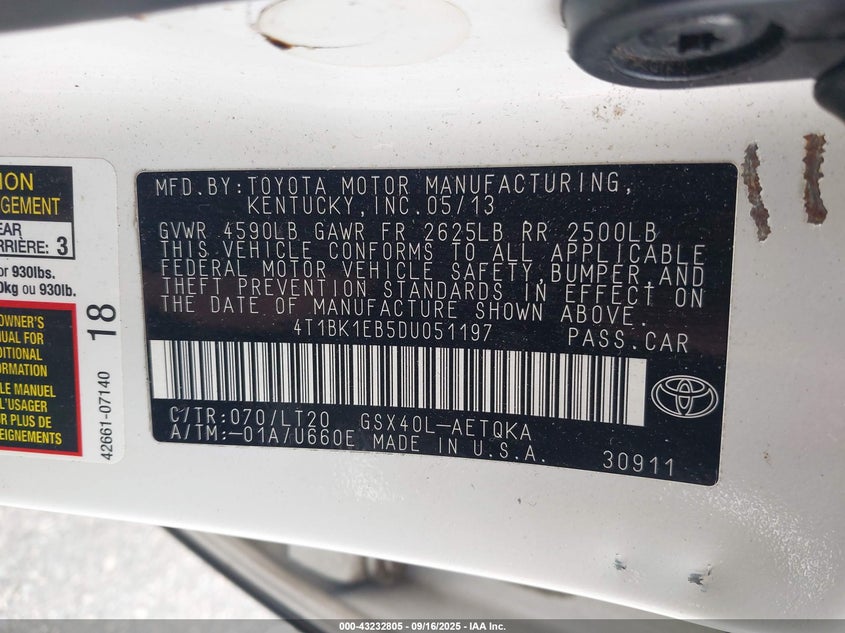 ION
GEMENT
EAR
RRIÈRE: 3
or 930lbs.
0kg ou 930lb.
OWNER'S
NUAL FOR
DITIONAL
ORMATION
LE MANUEL
L'USAGER
R PLUS DE
EIGNEMENTS
18
42661-07140
MFD.BY:TOYOTA MOTOR MANUFACTURING,
KENTUCKY,INC.05/13
GVWR 4590LB GAWR FR 2625LB RR 2500LB
THIS VEHICLE CONFORMS TO ALL APPLICABLE
FEDERAL MOTOR VEHICLE SAFETY,BUMPER,AND
THEFT PREVENTION STANDARDS IN EFFECT ON
THE DATE OF MANUFACTURE SHOWN ABOVE.
4T1BK1EB5DU051197 PASS.CAR
C/TR:070/LT20 GSX40L-AETQKA
A/TM:-01A/U660E MADE IN U.S.A.
30911
000-43232805 - 09/16/2025 - IAA Inc.